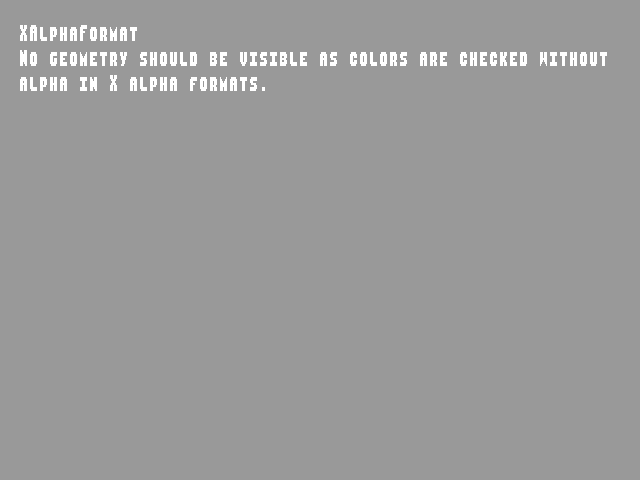 XAlphaFormat
No geometry should be visible as colors are checked without
alpha in X alpha formats.